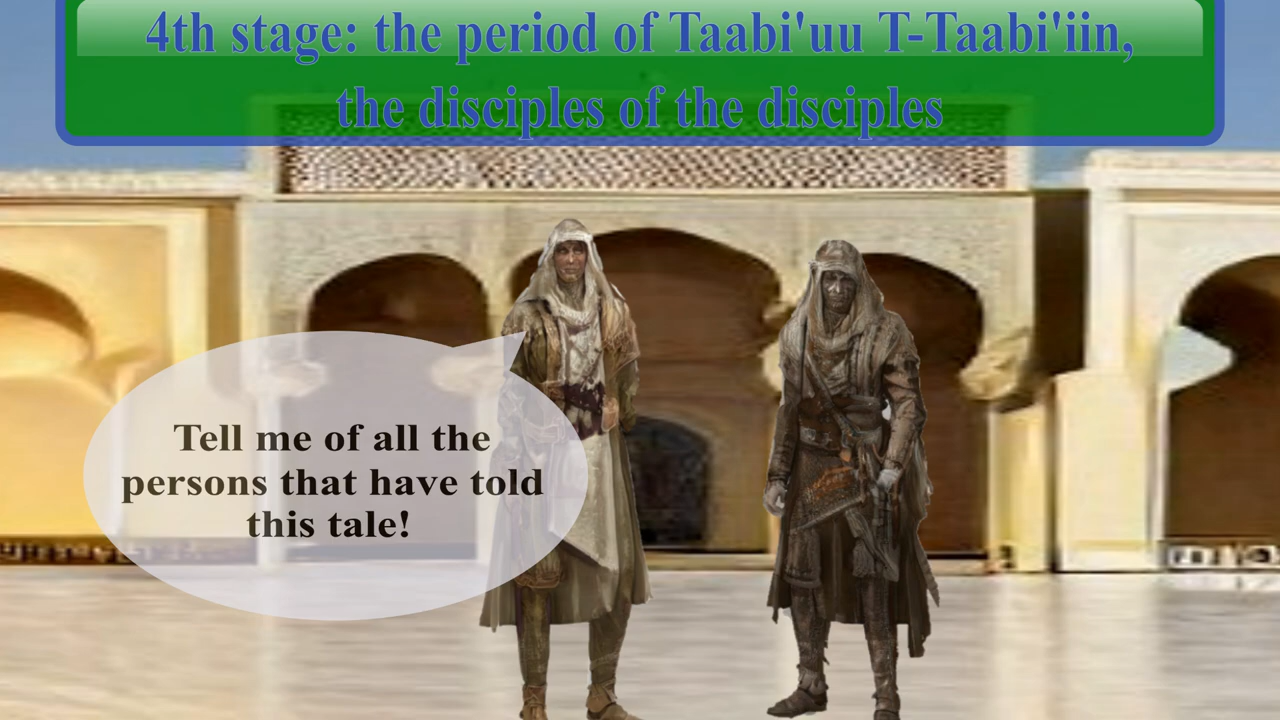 4th stage: the period of Taabi'uu T-Taabi'iin,
the disciples of the disciples
Tell me of all the
persons that have told
this tale!